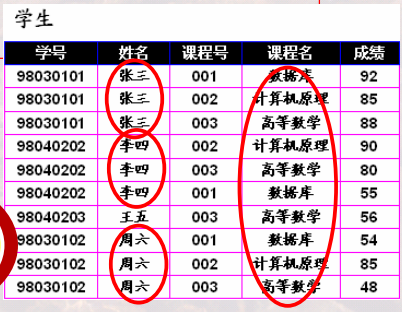 学生
学号 姓名 课程号 课程名 成绩
98030101 张三 001 数据库 92
98030101 张三 002 计算机原理 85
98030101 张三 003 高等数学 88
98040202 李四 002 计算机原理 90
98040202 李四 003 高等数学 80
98040202 李四 001 数据库 55
98040203 王五 003 高等数学 56
98030102 周六 001 数据库 54
98030102 周六 002 计算机原理 85
98030102 周六 003 高等数学 48